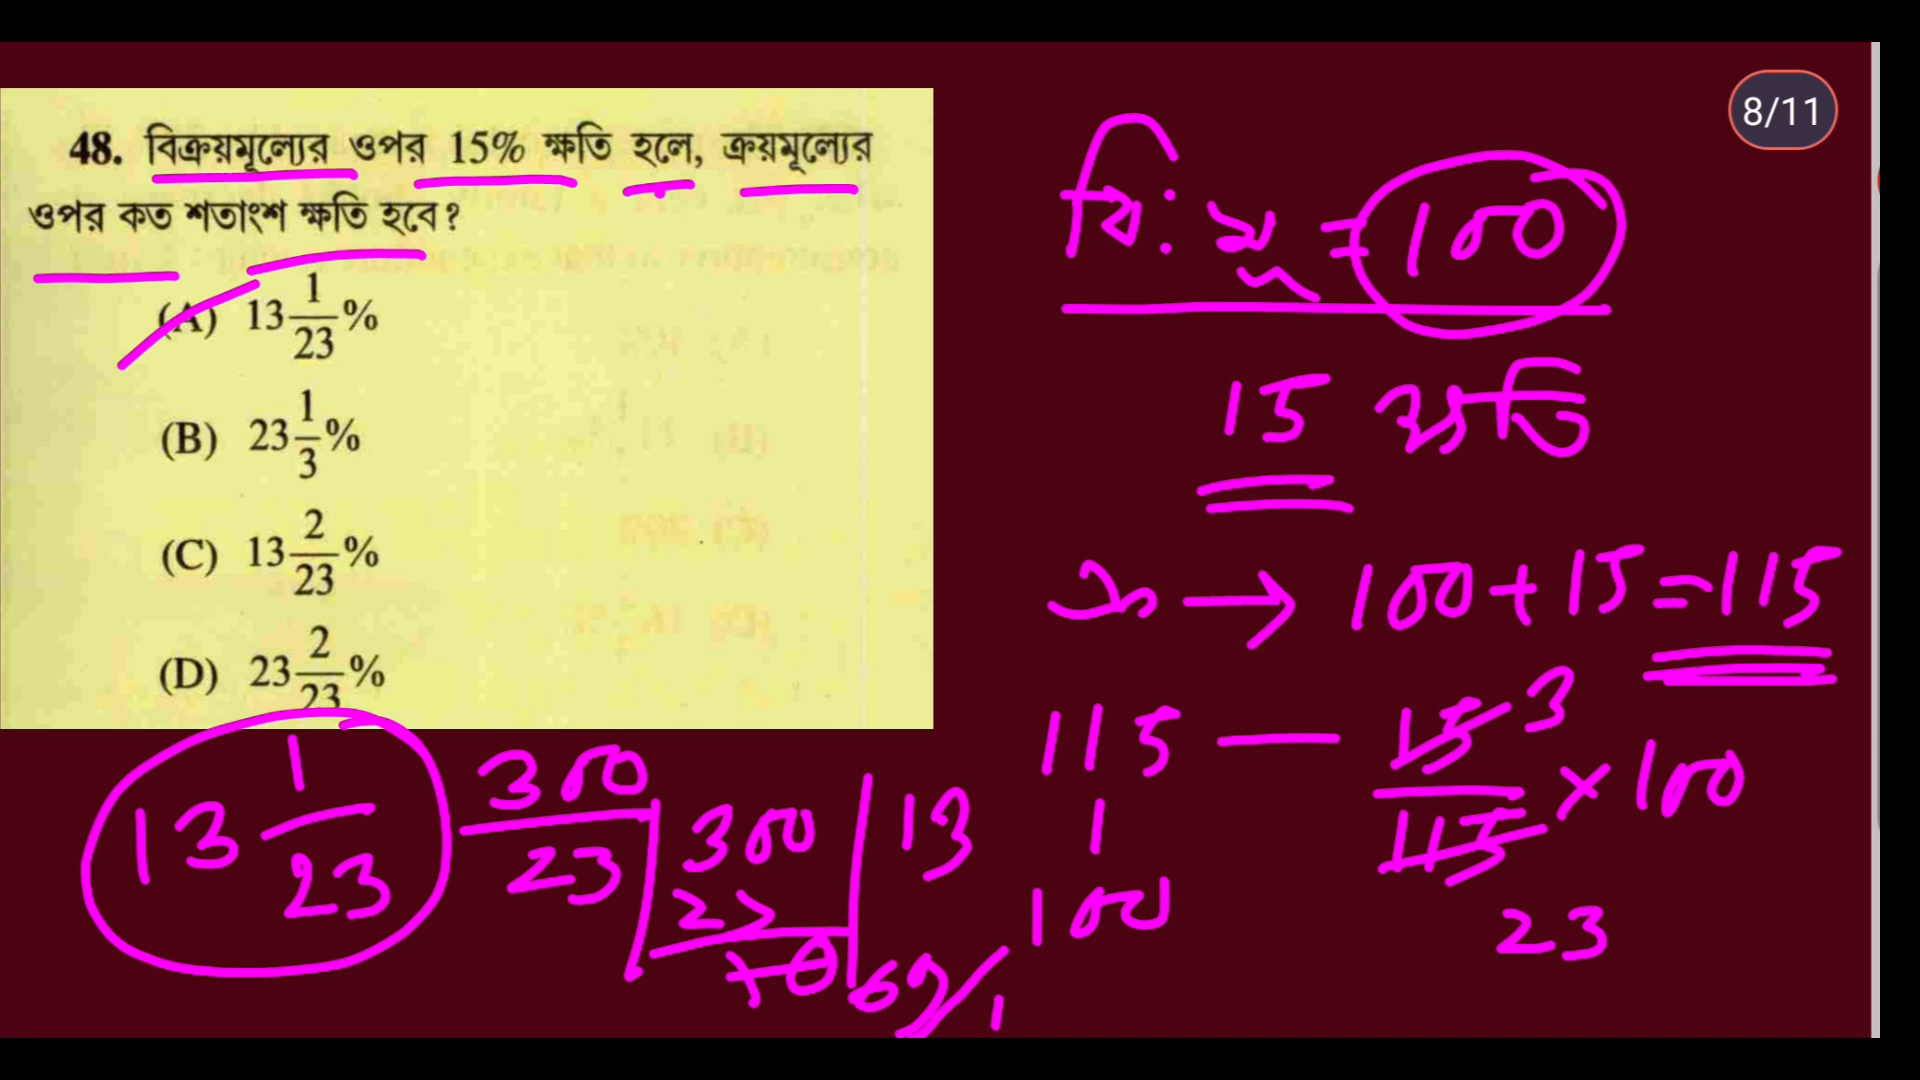 8/11
48. বিক্রয়মূল্যের ওপর 15% ক্ষতি হলে, ক্রয়মূল্যের
ওপর কত শতাংশ ক্ষতি হবে?
(A) 13 1/23 %
(B) 23 1/3 %
(C) 13 2/23 %
(D) 23 2/23 %
বি: মূ = 100
15 ক্ষতি
→ 100 + 15 = 115
115 — 15/115 × 100
3
23
1
100
300/23
300 | 13
23
70
69
1
13 1/23